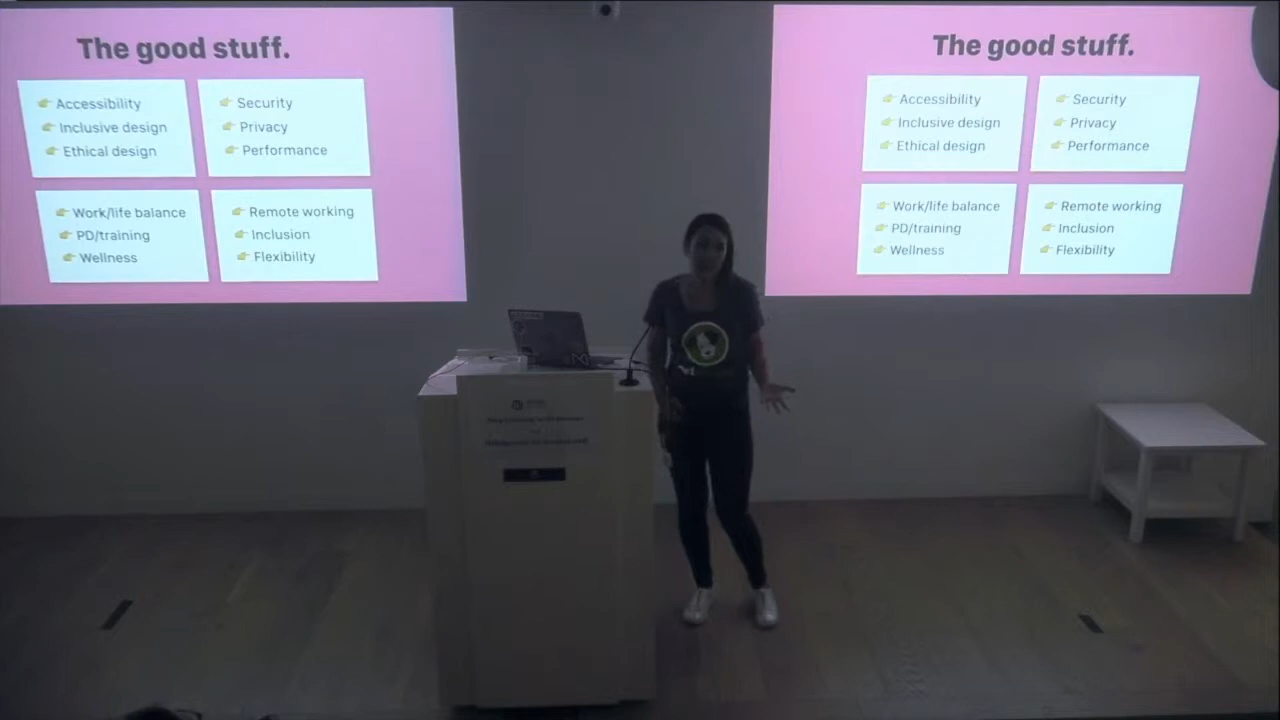 The good stuff.
👉 Accessibility
👉 Inclusive design
👉 Ethical design
👉 Security
👉 Privacy
👉 Performance
👉 Work/life balance
👉 PD/training
👉 Wellness
👉 Remote working
👉 Inclusion
👉 Flexibility
The good stuff.
👉 Accessibility
👉 Inclusive design
👉 Ethical design
👉 Security
👉 Privacy
👉 Performance
👉 Work/life balance
👉 PD/training
👉 Wellness
👉 Remote working
👉 Inclusion
👉 Flexibility